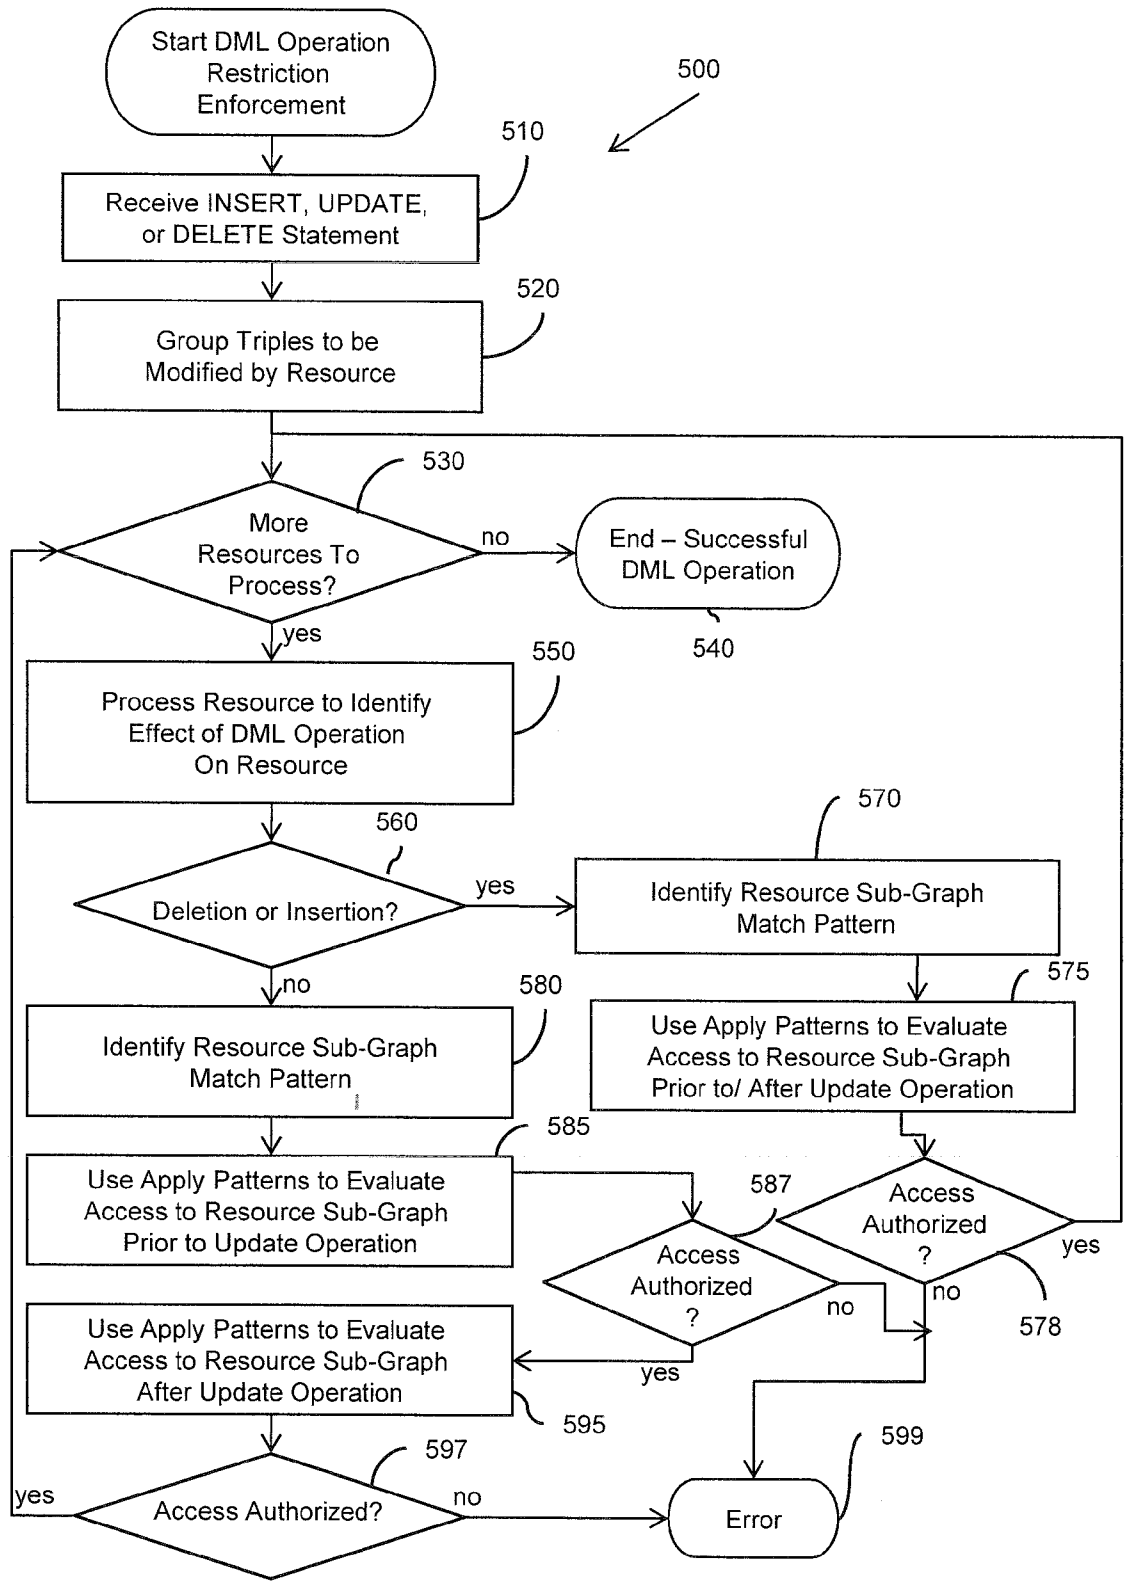 Start DML Operation
Restriction
Enforcement
500
510
Receive INSERT, UPDATE,
or DELETE Statement
520
Group Triples to be
Modified by Resource
530
More
Resources To
Process?
no
End – Successful
DML Operation
540
yes
550
Process Resource to Identify
Effect of DML Operation
On Resource
560
Deletion or Insertion?
yes
570
Identify Resource Sub-Graph
Match Pattern
no
575
Use Apply Patterns to Evaluate
Access to Resource Sub-Graph
Prior to/ After Update Operation
580
Identify Resource Sub-Graph
Match Pattern
585
Use Apply Patterns to Evaluate
Access to Resource Sub-Graph
Prior to Update Operation
587
Access
Authorized
?
no
yes
Access
Authorized
?
yes
no
578
Use Apply Patterns to Evaluate
Access to Resource Sub-Graph
After Update Operation
595
597
Access Authorized?
yes
no
599
Error